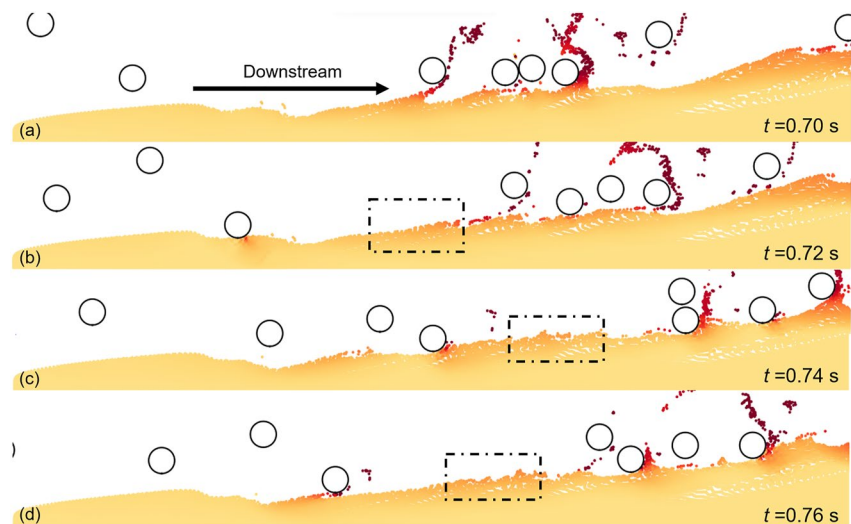 Downstream
(a)
t =0.70 s
(b)
t =0.72 s
(c)
t =0.74 s
(d)
t =0.76 s